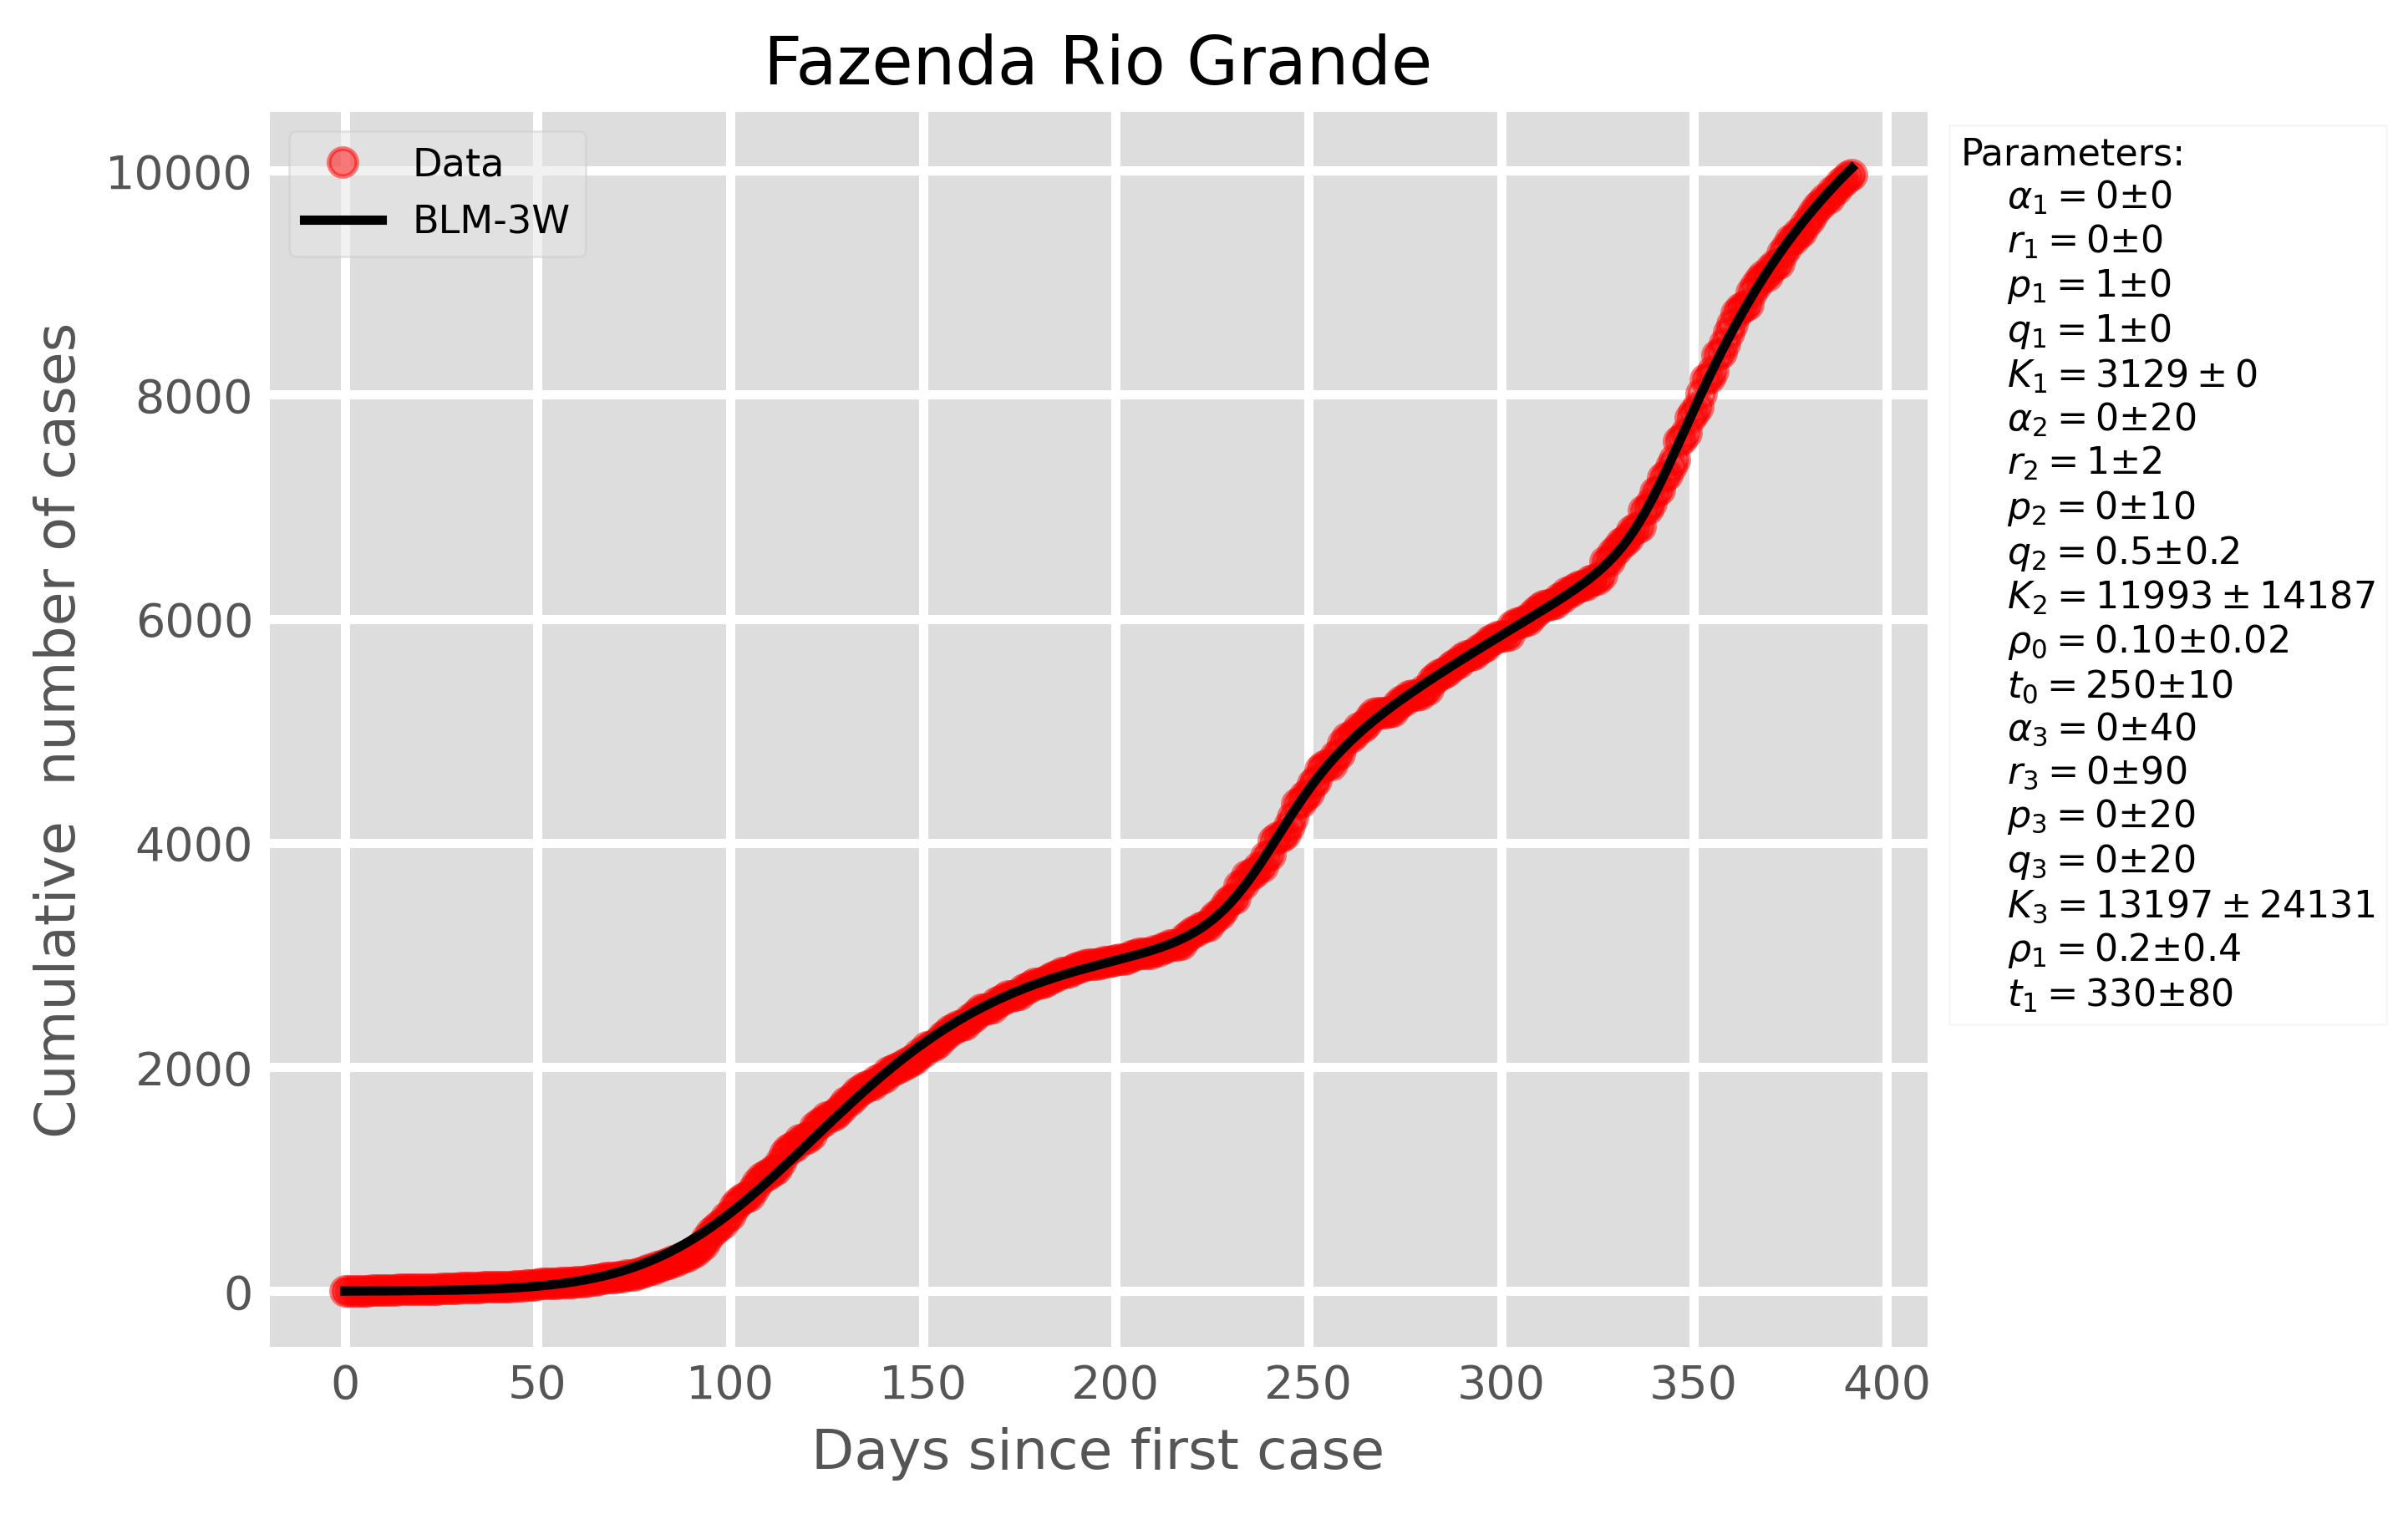 Fazenda Rio Grande
Data
BLM-3W
Cumulative  number of cases
10000
8000
6000
4000
2000
0
0 50 100 150 200 250 300 350 400
Days since first case
Parameters:
α₁ = 0±0
r₁ = 0±0
p₁ = 1±0
q₁ = 1±0
K₁ = 3129 ± 0
α₂ = 0±20
r₂ = 1±2
p₂ = 0±10
q₂ = 0.5±0.2
K₂ = 11993 ± 14187
ρ₀ = 0.10±0.02
t₀ = 250±10
α₃ = 0±40
r₃ = 0±90
p₃ = 0±20
q₃ = 0±20
K₃ = 13197 ± 24131
ρ₁ = 0.2±0.4
t₁ = 330±80